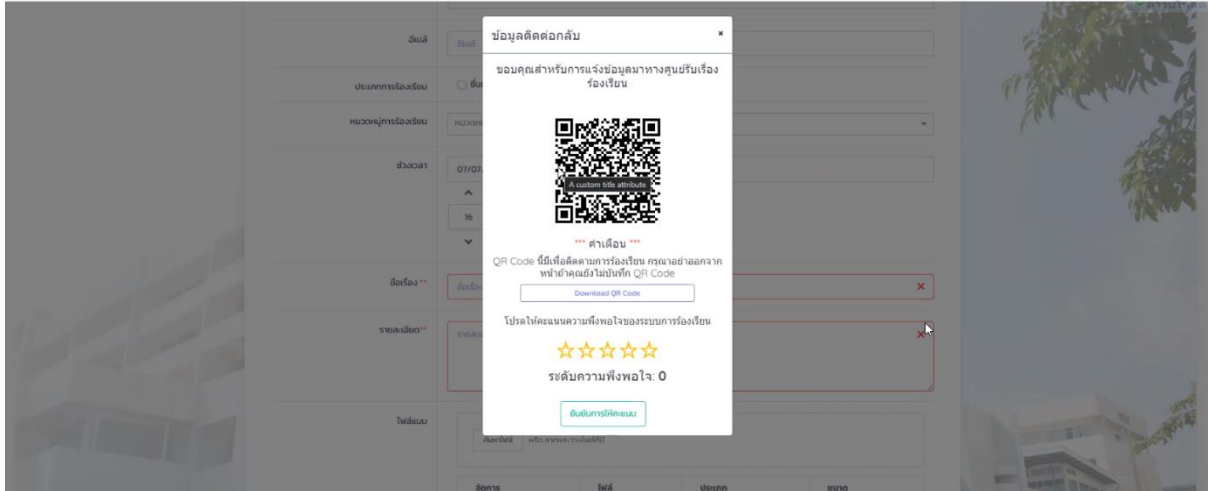 อีเมล์
อีเมล์
ประเภทการร้องเรียน
หมวดหมู่การร้องเรียน
ช่วงเวลา
07/07
16
ชื่อเรื่อง **
รายละเอียด**
ไฟล์แนบ
ค้นหาไฟล์
หรือ
จัดการ ไฟล์ ประเภท ขนาด
ข้อมูลติดต่อกลับ ×
ขอบคุณสำหรับการแจ้งข้อมูลมาทางศูนย์รับเรื่อง
ร้องเรียน
A custom title attribute
*** คำเตือน ***
QR Code นี้มีเพื่อติดตามการร้องเรียน กรุณาอย่าออกจาก
หน้าถ้าคุณยังไม่บันทึก QR Code
Download QR Code
โปรดให้คะแนนความพึงพอใจของระบบการร้องเรียน
ระดับความพึงพอใจ: 0
ยืนยันการให้คะแนน